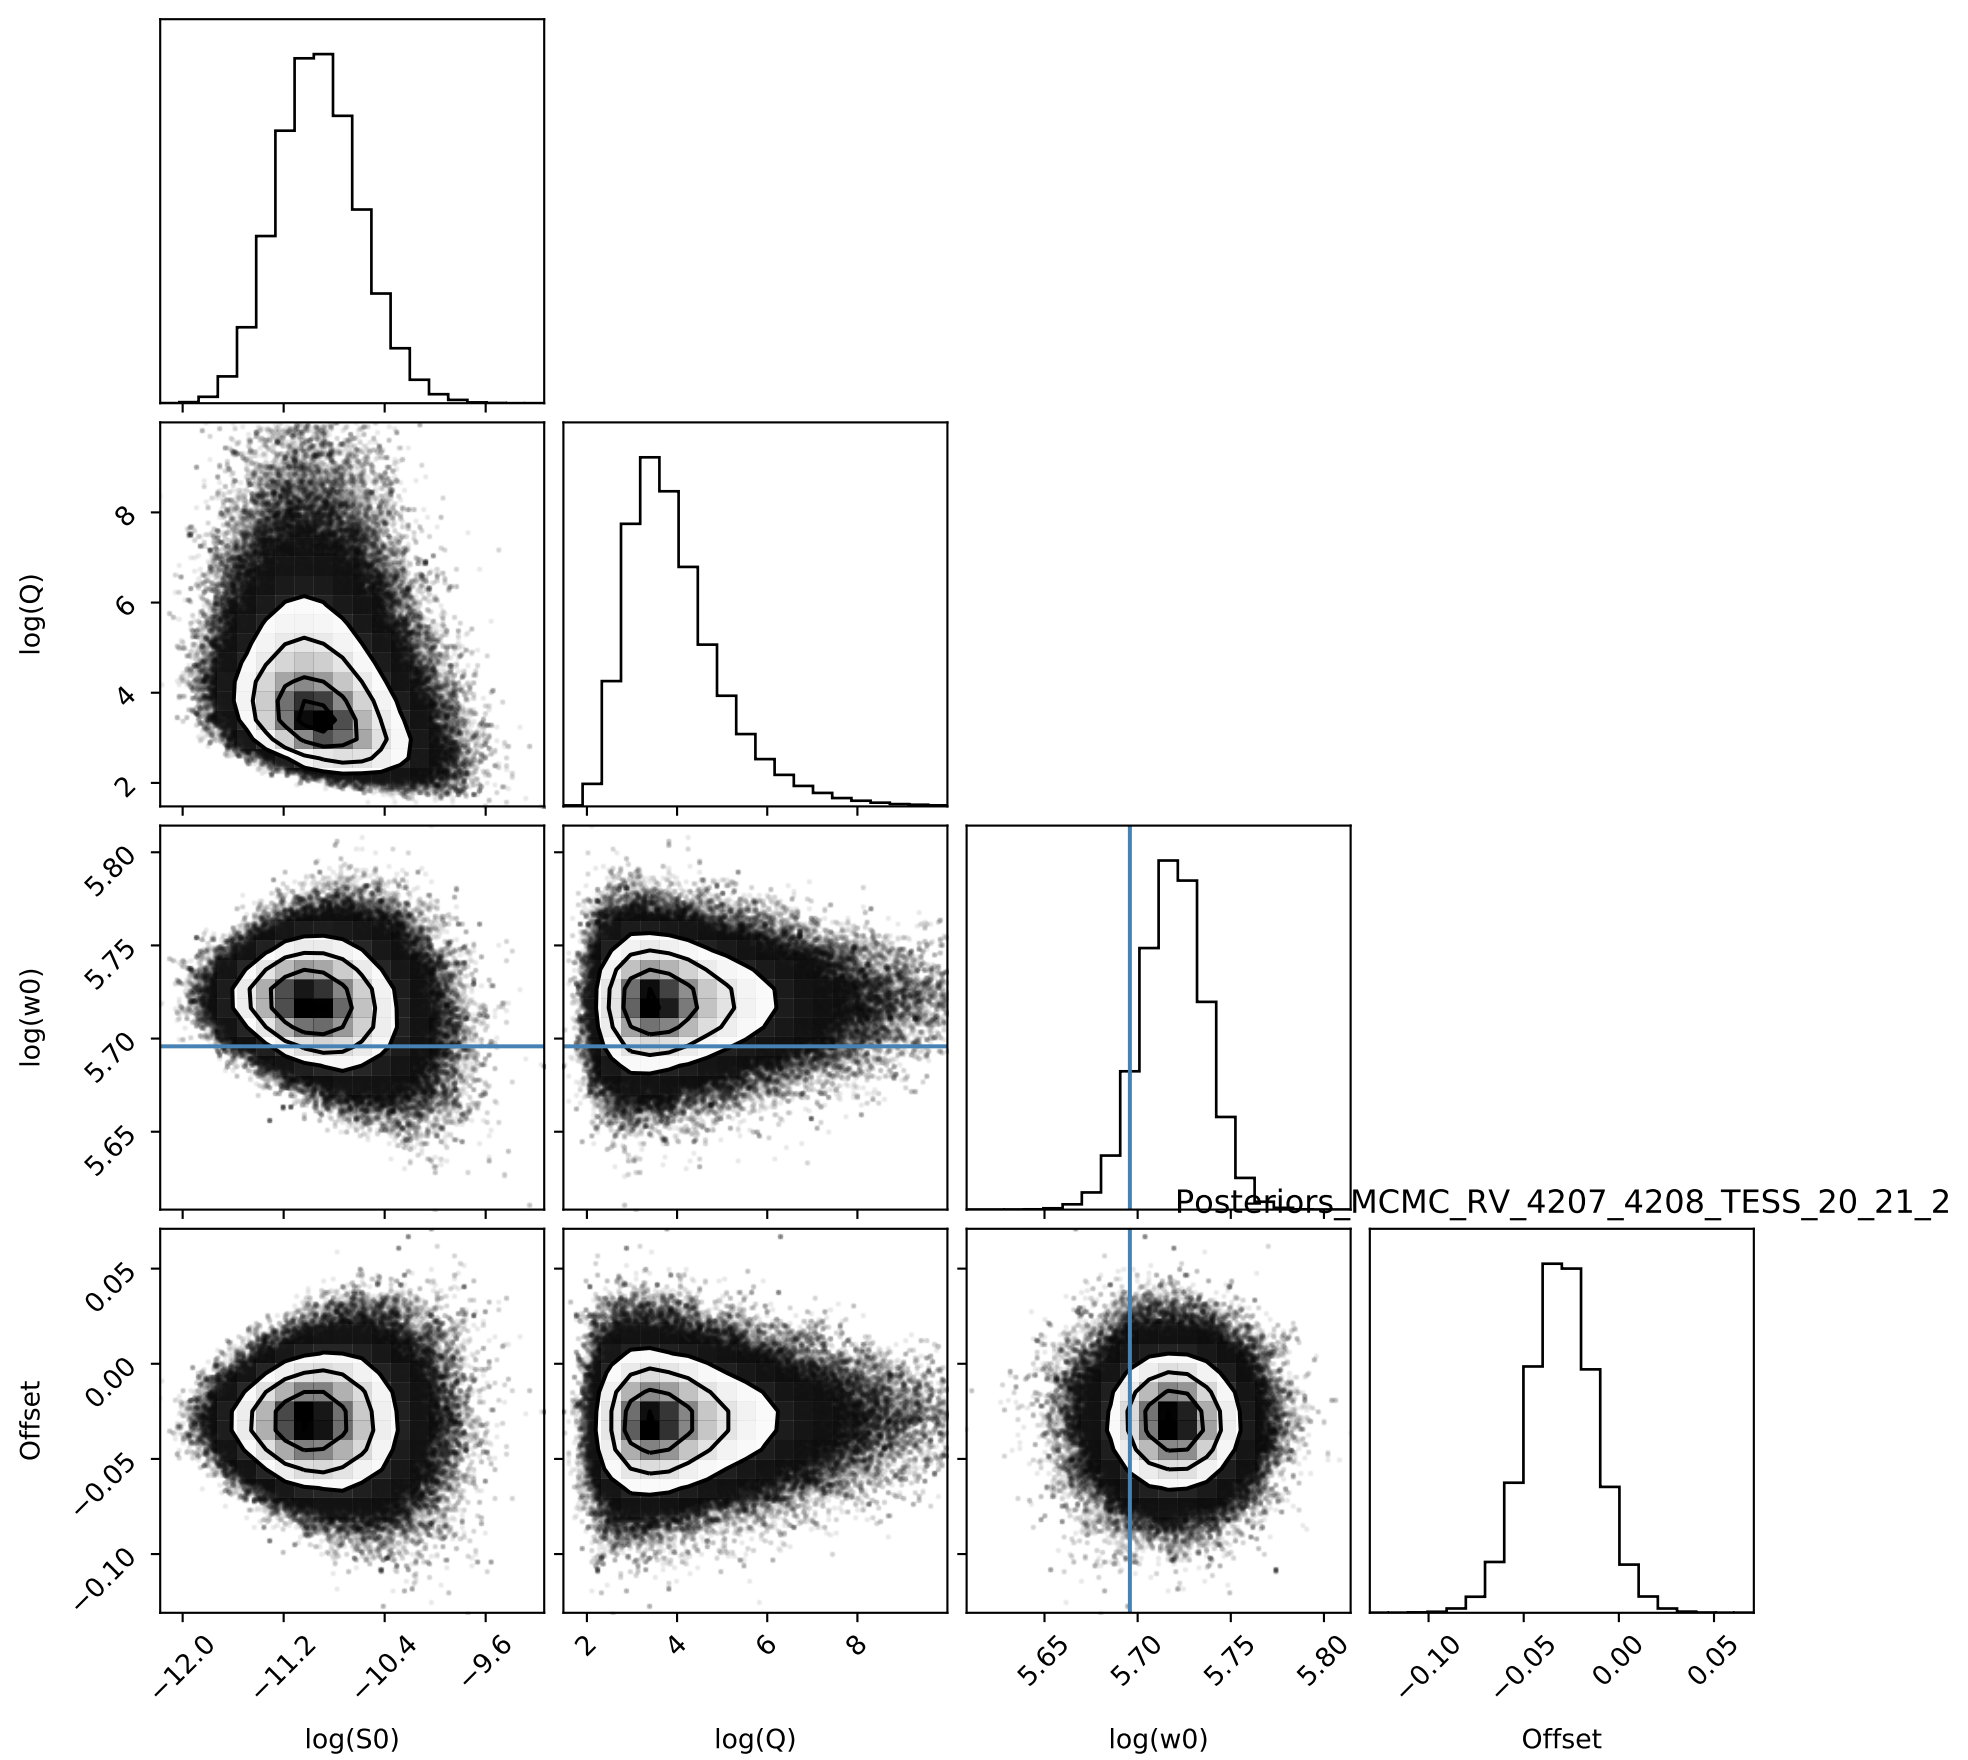 log(Q)
8
6
4
2
log(w0)
5.80
5.75
5.70
5.65
Posteriors_MCMC_RV_4207_4208_TESS_20_21_2
Offset
0.05
0.00
−0.05
−0.10
−12.0 −11.2 −10.4 −9.6
2 4 6 8
5.65 5.70 5.75 5.80
−0.10 −0.05 0.00 0.05
log(S0) log(Q) log(w0) Offset